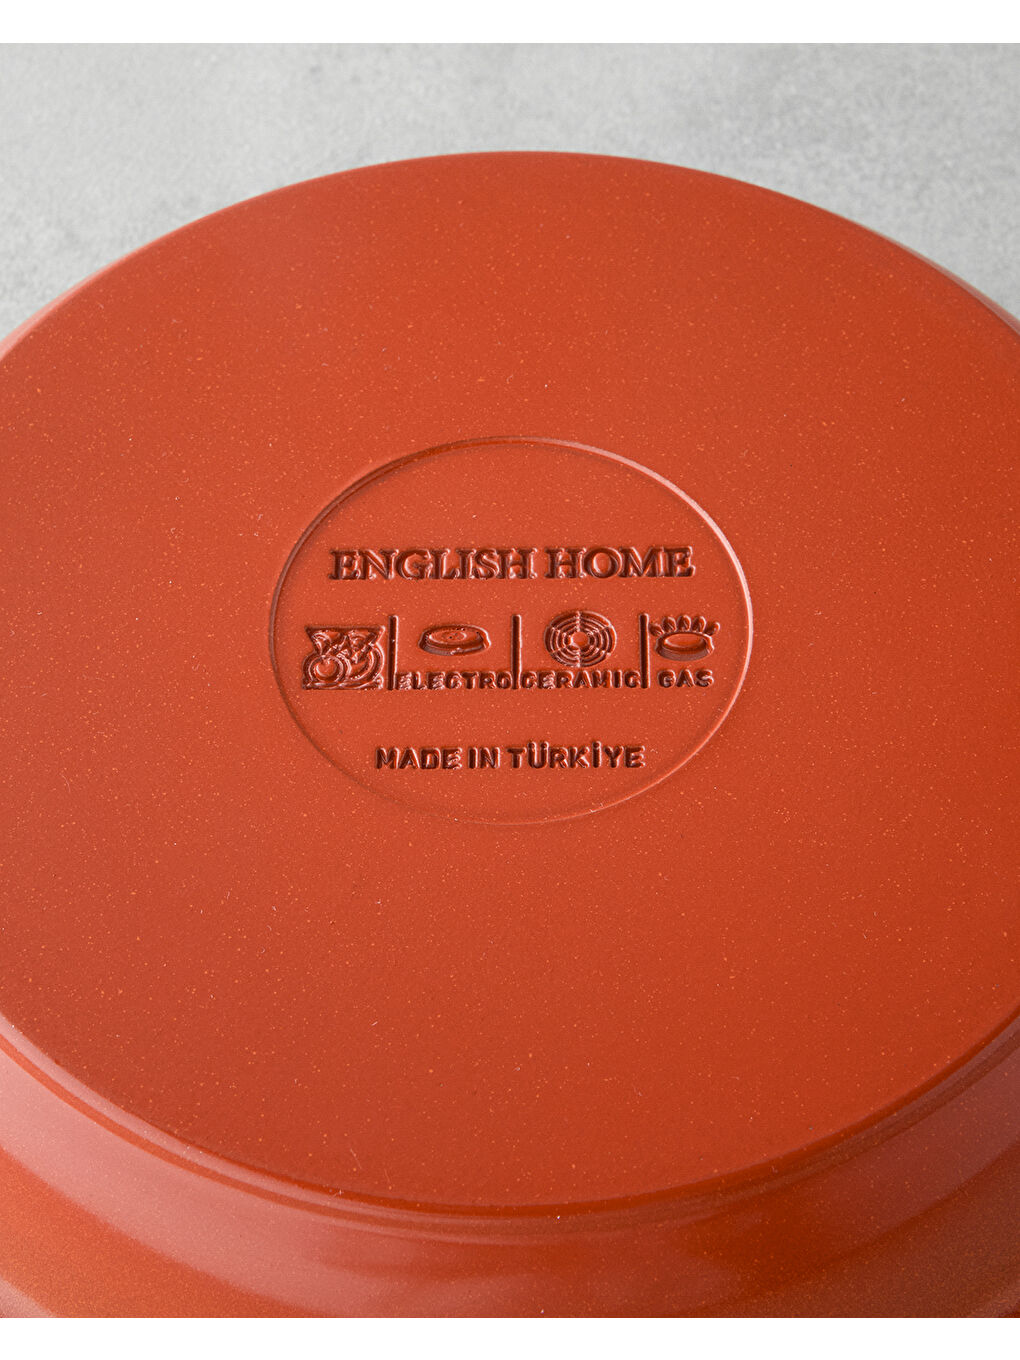 ENGLISH HOME
ELECTRO CERAMIC GAS
MADE IN TÜRKİYE